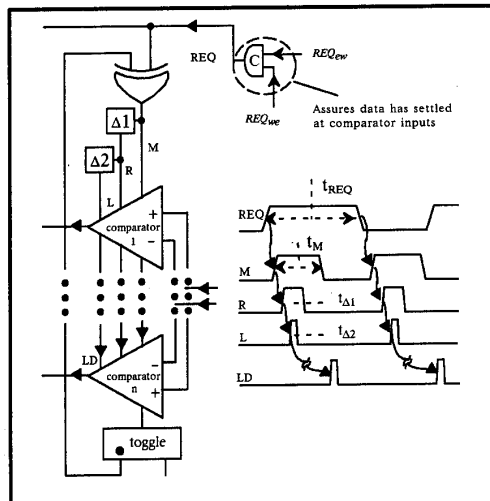 REQ
C
REQew
REQwe
Assures data has settled
at comparator inputs
Δ1
Δ2
M
R
L
+
comparator
1
−
LD
−
comparator
n
+
toggle
tREQ
REQ
tM
M
R
tΔ1
L
tΔ2
LD